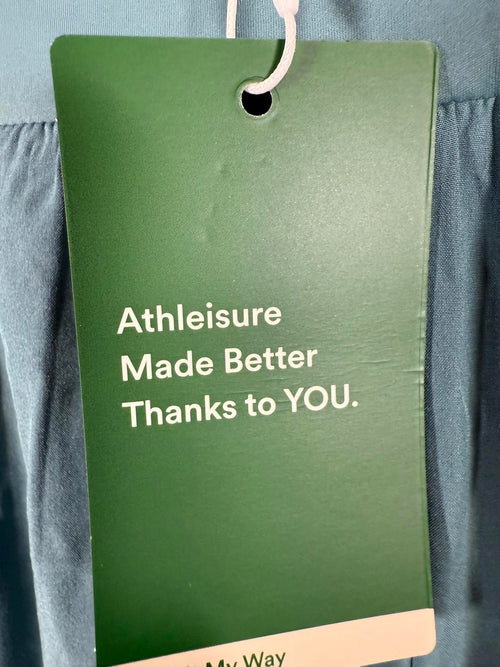 Athleisure
Made Better
Thanks to YOU.
My Way